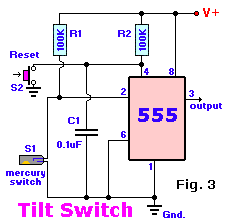 V+
R1
R2
100K
100K
Reset
S2
4
8
2
3
555
output
C1
0.1uF
6
S1
mercury
switch
1
Fig. 3
Tilt Switch
Gnd.